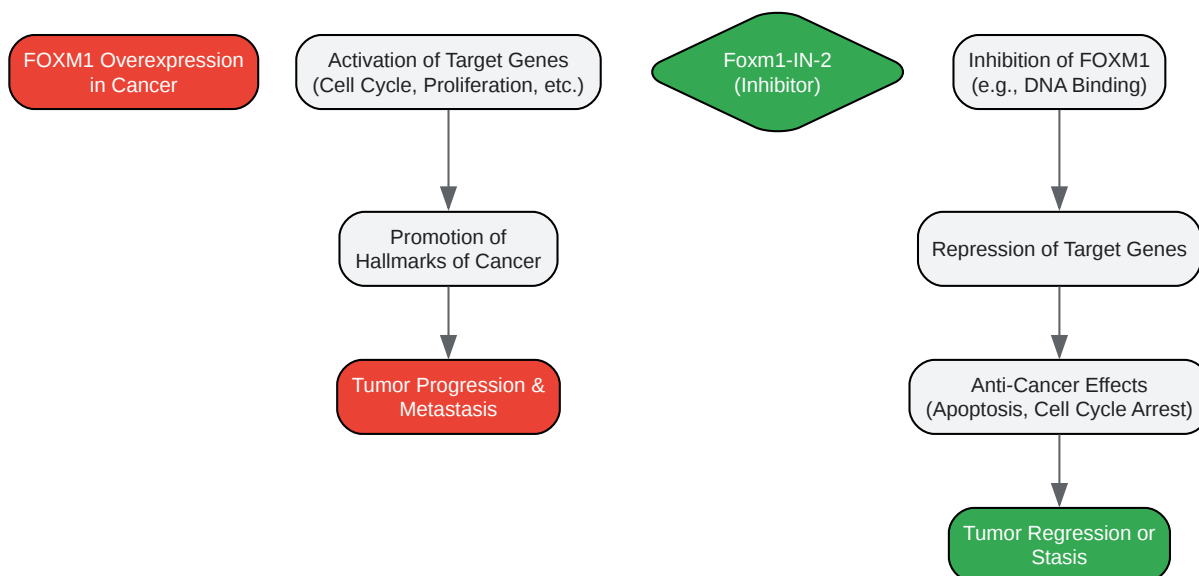 FOXM1 Overexpression
in Cancer
Activation of Target Genes
(Cell Cycle, Proliferation, etc.)
Foxm1-IN-2
(Inhibitor)
Inhibition of FOXM1
(e.g., DNA Binding)
Promotion of
Hallmarks of Cancer
Repression of Target Genes
Tumor Progression &
Metastasis
Anti-Cancer Effects
(Apoptosis, Cell Cycle Arrest)
Tumor Regression or
Stasis